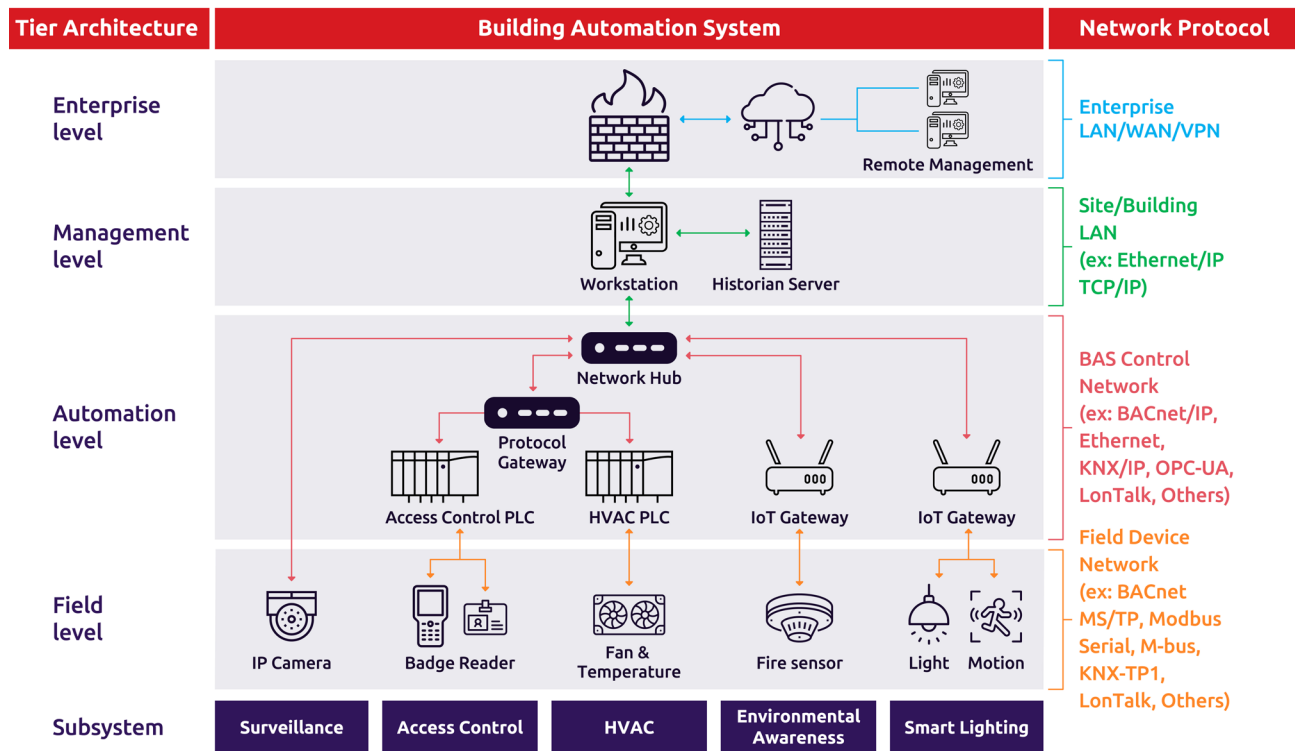 Tier Architecture
Building Automation System
Network Protocol
Enterprise
level
Remote Management
Enterprise
LAN/WAN/VPN
Management
level
Workstation
Historian Server
Site/Building
LAN
(ex: Ethernet/IP
TCP/IP)
Automation
level
Network Hub
Protocol
Gateway
Access Control PLC
HVAC PLC
IoT Gateway
IoT Gateway
BAS Control
Network
(ex: BACnet/IP,
Ethernet,
KNX/IP, OPC-UA,
LonTalk, Others)
Field
level
IP Camera
Badge Reader
Fan &
Temperature
Fire sensor
Light
Motion
Field Device
Network
(ex: BACnet
MS/TP, Modbus
Serial, M-bus,
KNX-TP1,
LonTalk, Others)
Subsystem
Surveillance
Access Control
HVAC
Environmental
Awareness
Smart Lighting